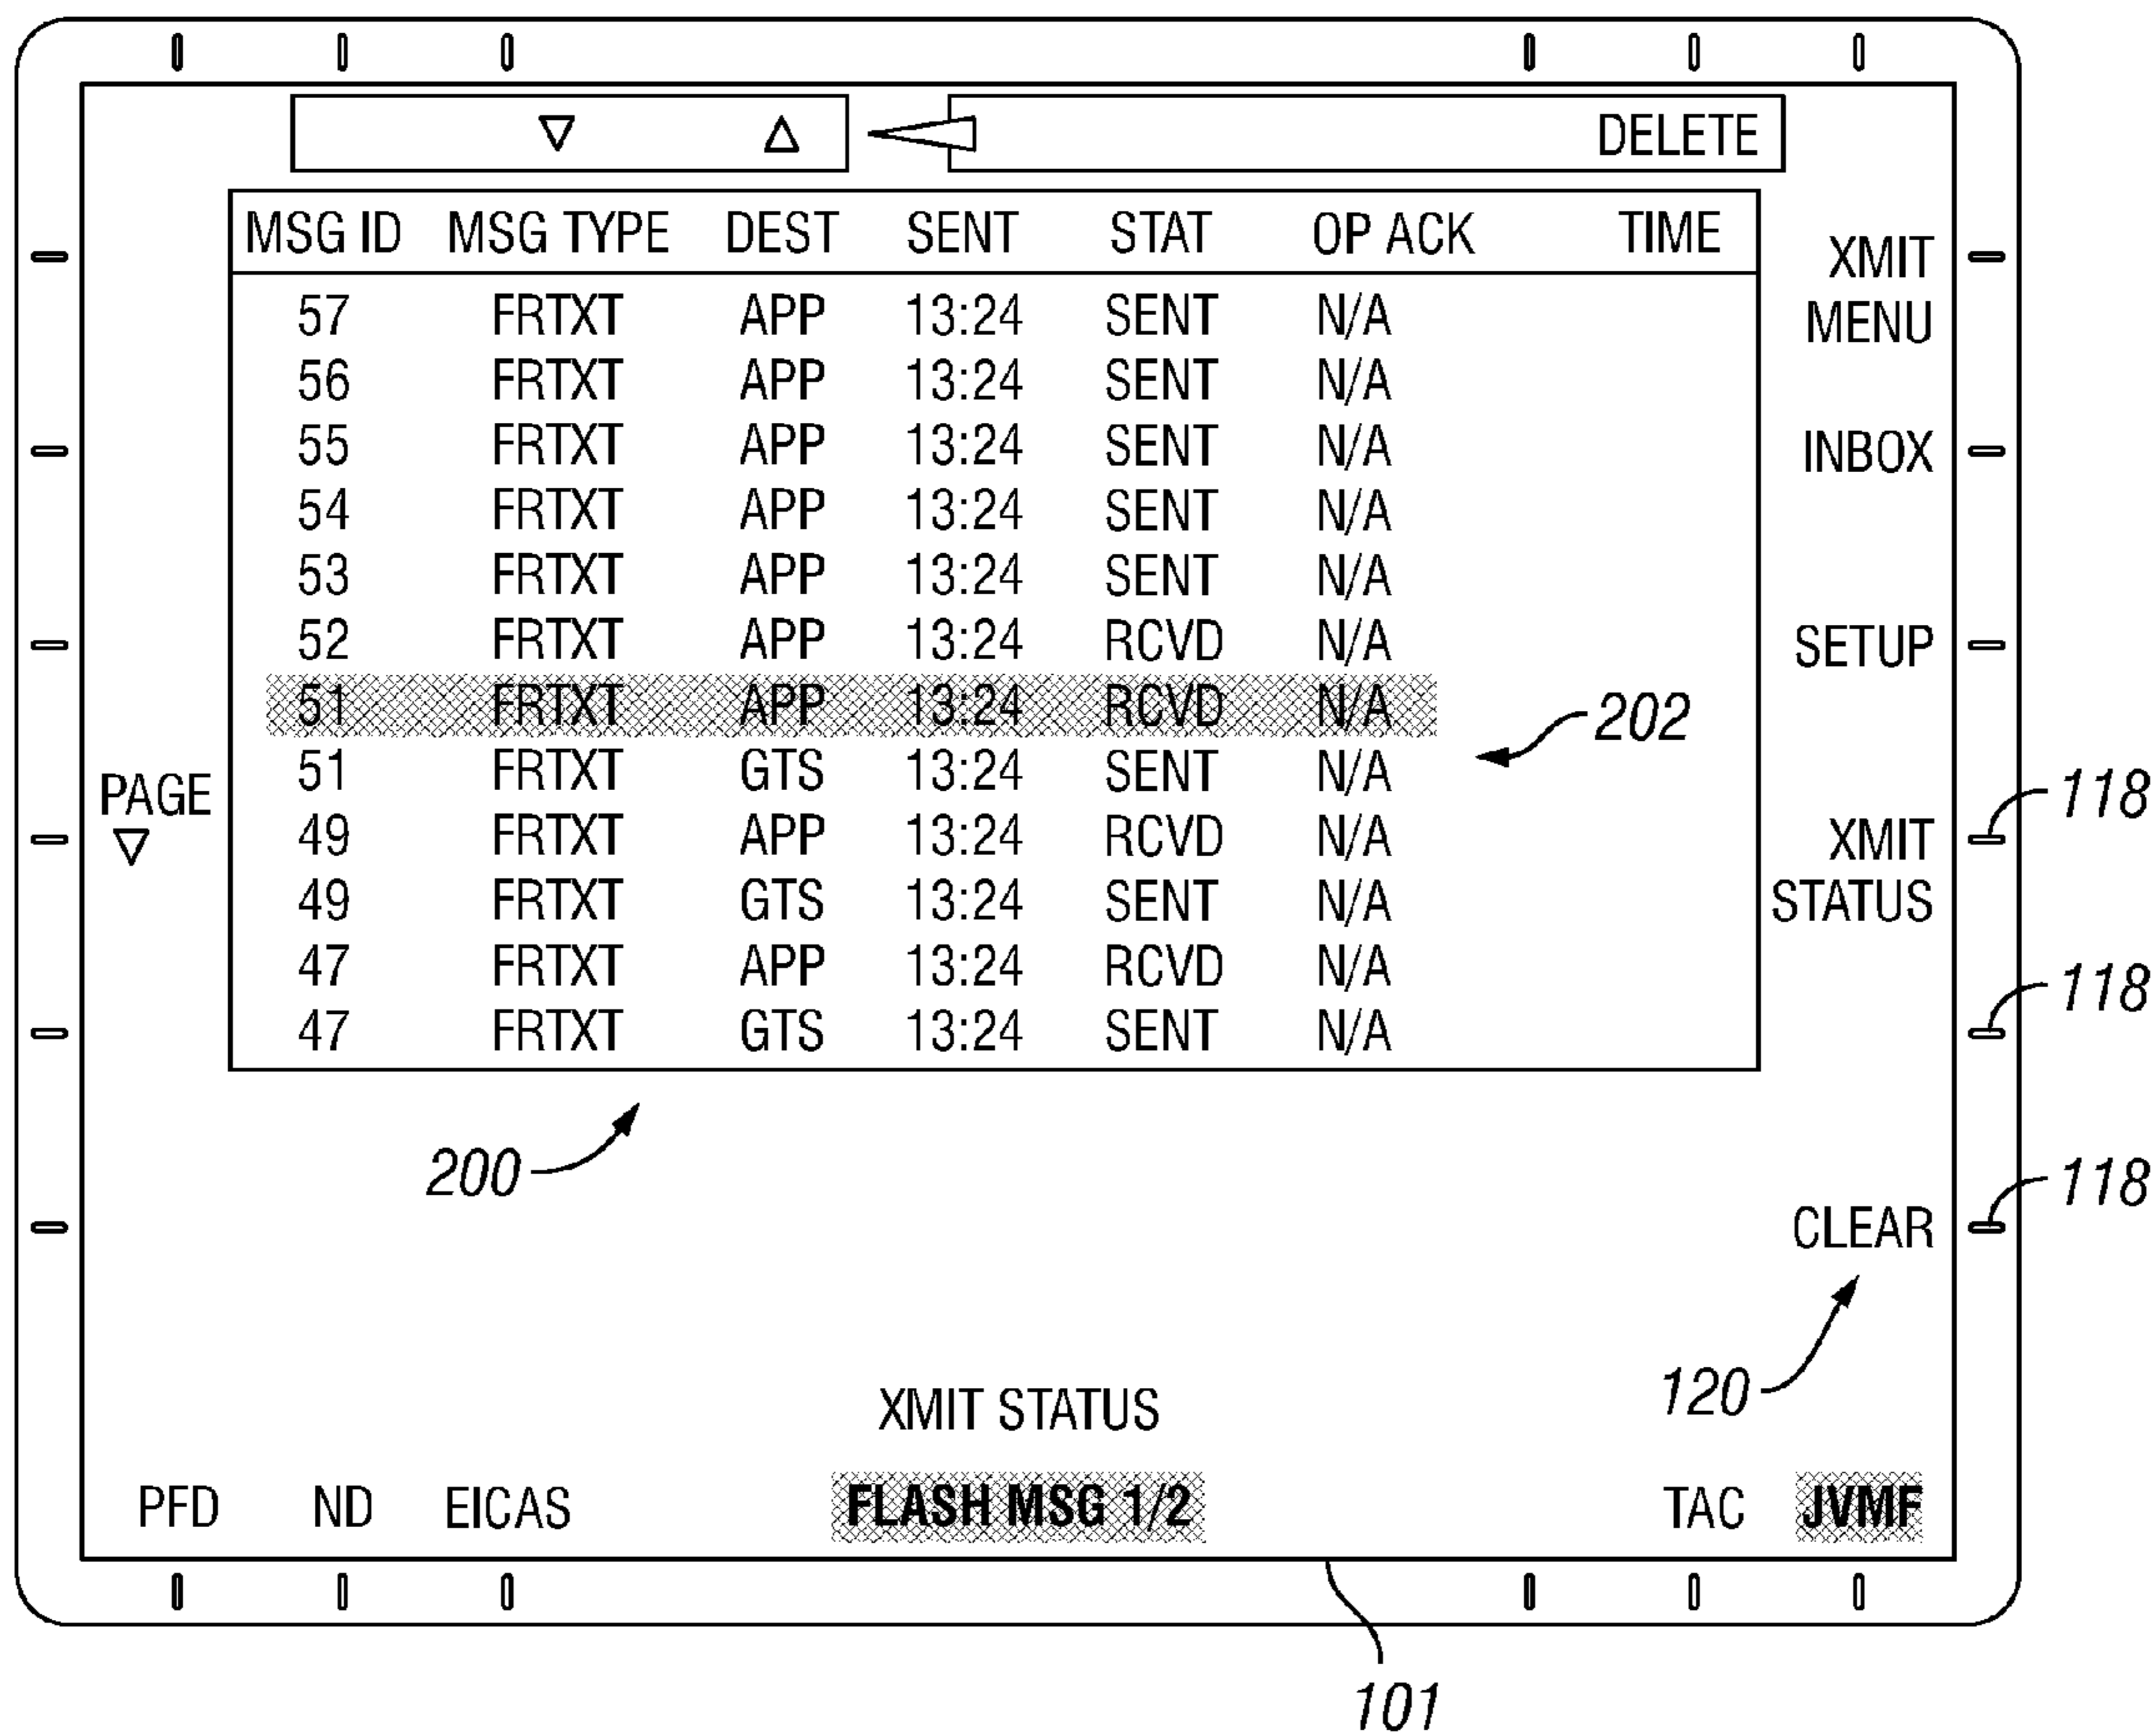 DELETE
MSG ID MSG TYPE DEST SENT STAT OP ACK TIME
57 FRTXT APP 13:24 SENT N/A
56 FRTXT APP 13:24 SENT N/A
55 FRTXT APP 13:24 SENT N/A
54 FRTXT APP 13:24 SENT N/A
53 FRTXT APP 13:24 SENT N/A
52 FRTXT APP 13:24 RCVD N/A
51 FRTXT APP 13:24 RCVD N/A
51 FRTXT GTS 13:24 SENT N/A
49 FRTXT APP 13:24 RCVD N/A
49 FRTXT GTS 13:24 SENT N/A
47 FRTXT APP 13:24 RCVD N/A
47 FRTXT GTS 13:24 SENT N/A
XMIT
MENU
INBOX
SETUP
202
PAGE
118
XMIT
STATUS
118
200
118
CLEAR
120
XMIT STATUS
PFD ND EICAS FLASH MSG 1/2 TAC JVMF
101